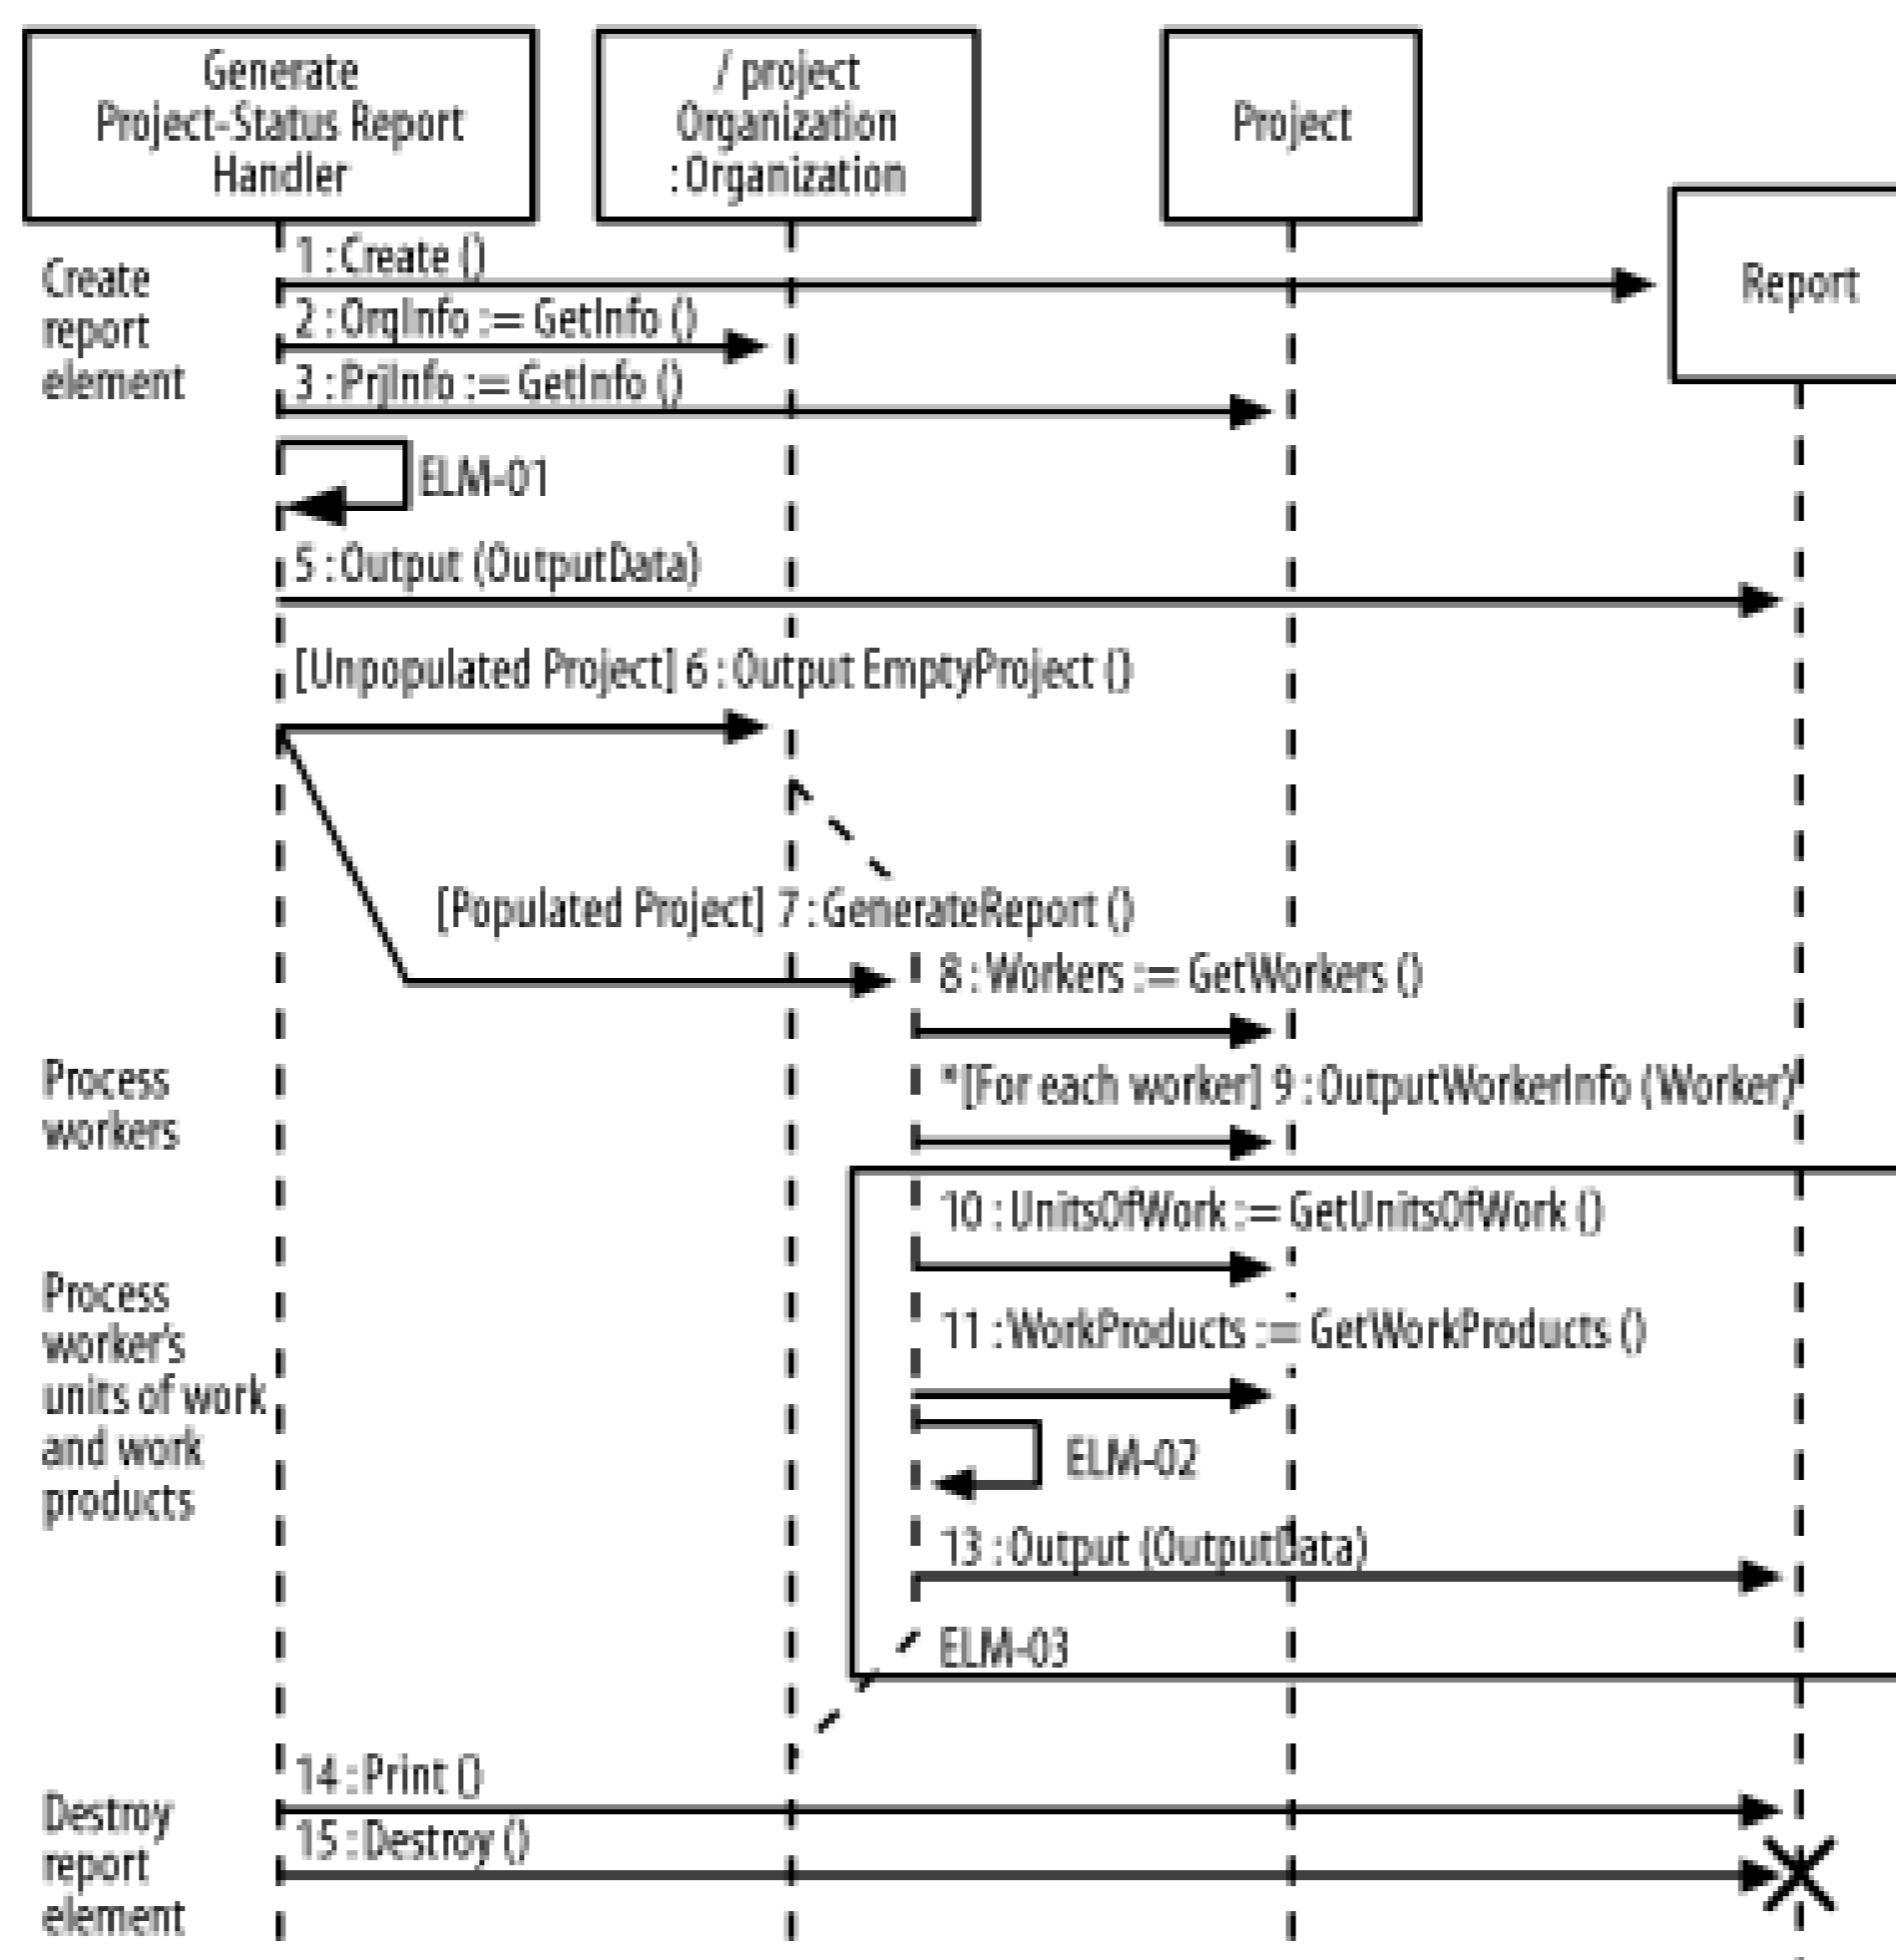 Generate
Project-Status Report
Handler
/ project
Organization
: Organization
Project
Report
Create
report
element
1 : Create ()
2 : OrgInfo := GetInfo ()
3 : PrjInfo := GetInfo ()
ELM-01
5 : Output (OutputData)
[Unpopulated Project] 6 : Output EmptyProject ()
[Populated Project] 7 : GenerateReport ()
8 : Workers := GetWorkers ()
Process
workers
*[For each worker] 9 : OutputWorkerInfo (Worker)
10 : UnitsOfWork := GetUnitsOfWork ()
Process
worker's
units of work
and work
products
11 : WorkProducts := GetWorkProducts ()
ELM-02
13 : Output (OutputData)
ELM-03
14 : Print ()
Destroy
report
element
15 : Destroy ()